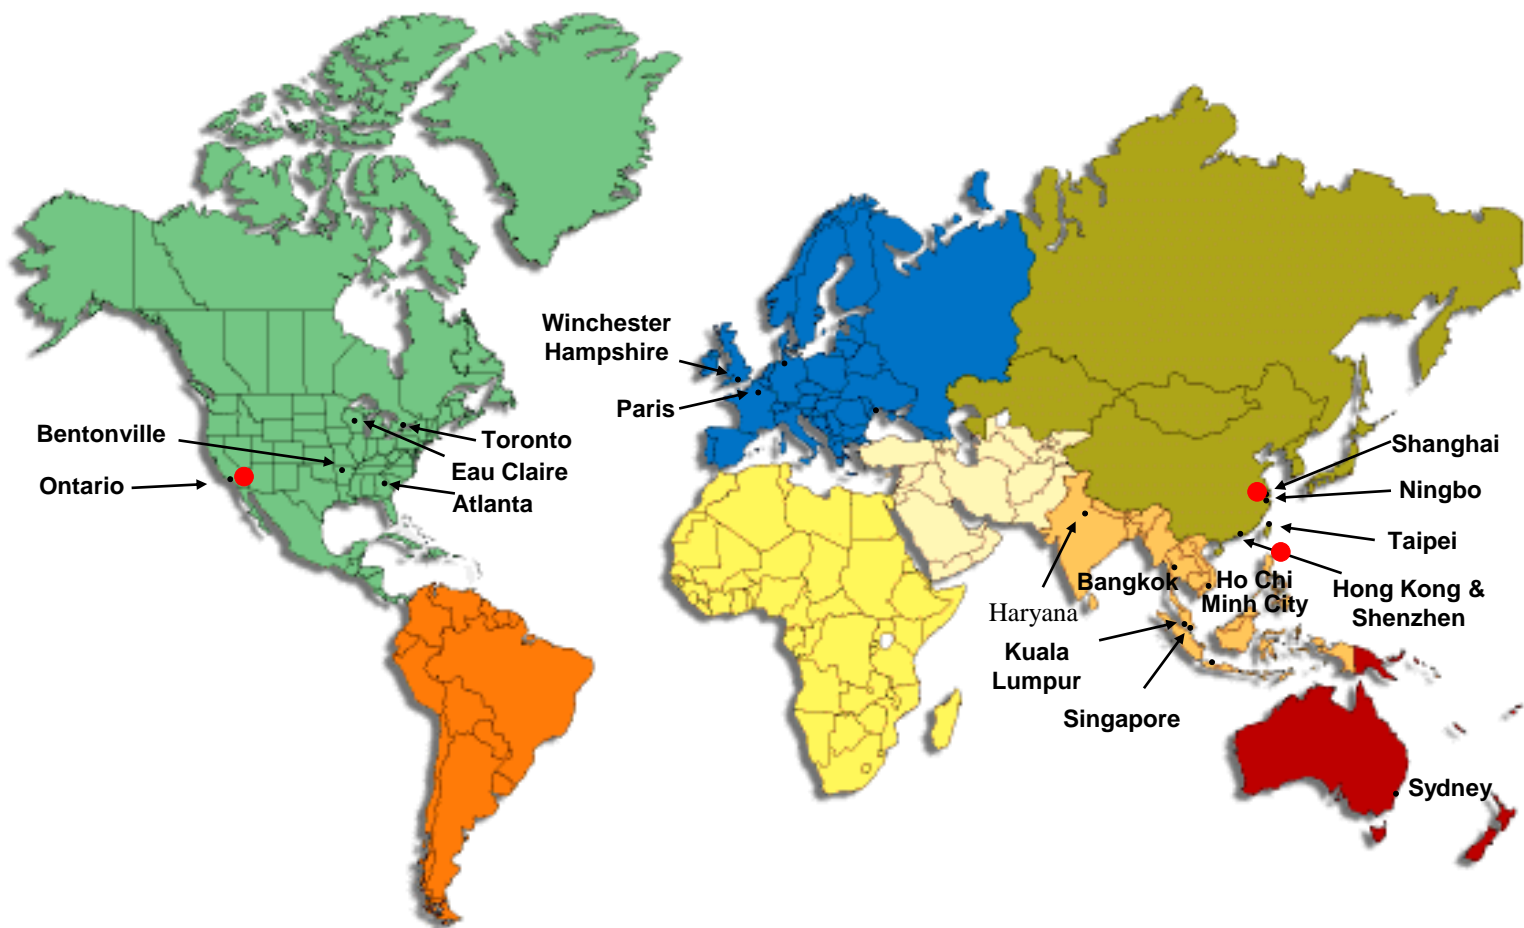 Winchester
Hampshire
Paris
Bentonville
Toronto
Eau Claire
Ontario
Atlanta
Shanghai
Ningbo
Taipei
Bangkok
Ho Chi
Minh City
Hong Kong &
Shenzhen
Haryana
Kuala
Lumpur
Singapore
Sydney